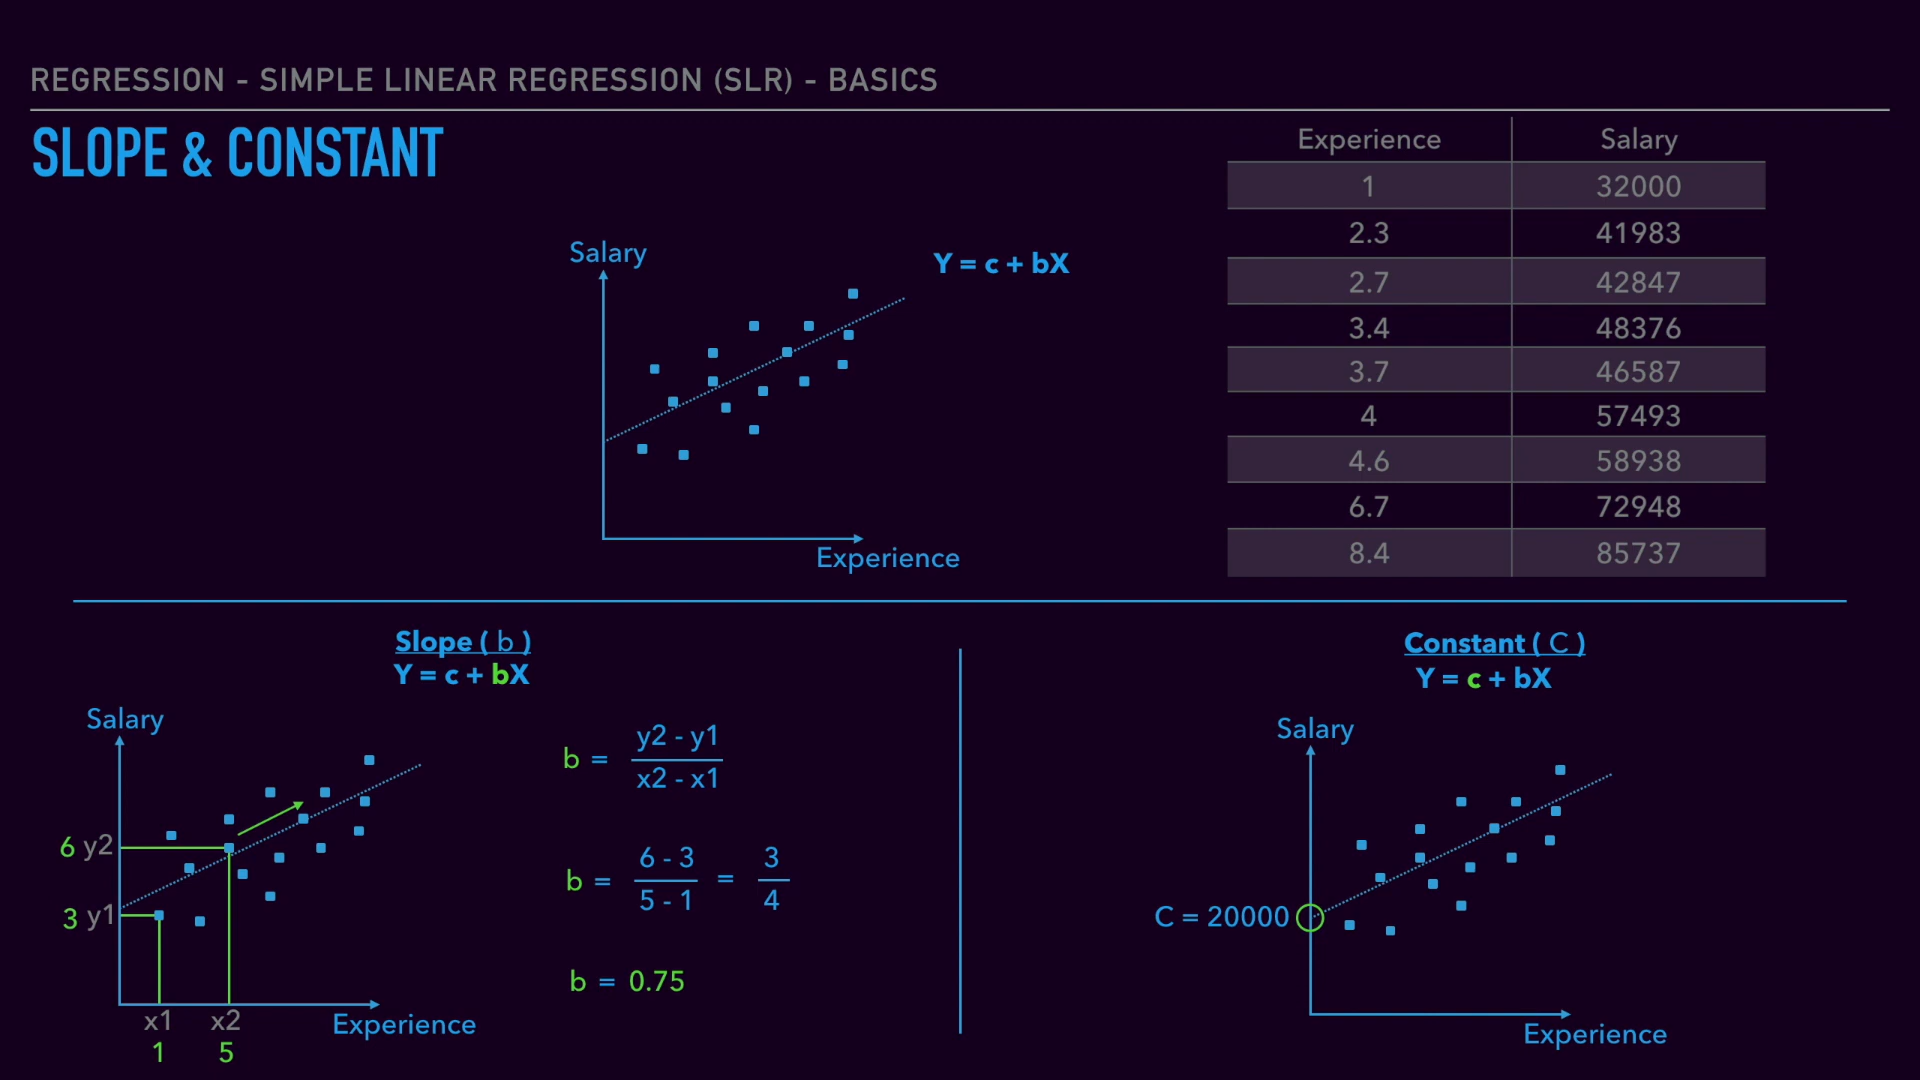 REGRESSION - SIMPLE LINEAR REGRESSION (SLR) - BASICS
SLOPE & CONSTANT
Salary
Y = c + bX
Experience
Experience Salary
1 32000
2.3 41983
2.7 42847
3.4 48376
3.7 46587
4 57493
4.6 58938
6.7 72948
8.4 85737
Slope ( b )
Y = c + bX
Salary
6 y2
3 y1
x1 x2
1 5
Experience
b = y2 - y1
x2 - x1
b = 6 - 3 = 3
5 - 1 4
b = 0.75
Constant ( C )
Y = c + bX
Salary
C = 20000
Experience